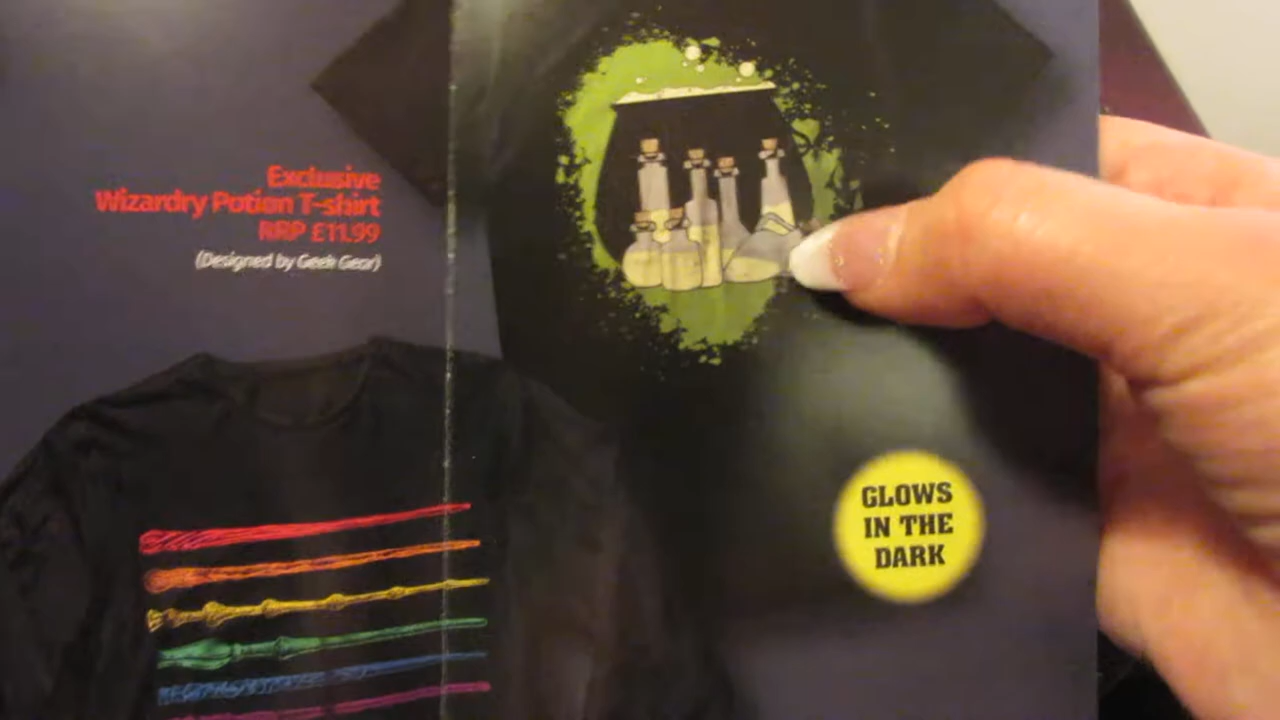 Exclusive
Wizardry Potion T-shirt
RRP £11.99
(Designed by Geek Gear)
GLOWS
IN THE
DARK